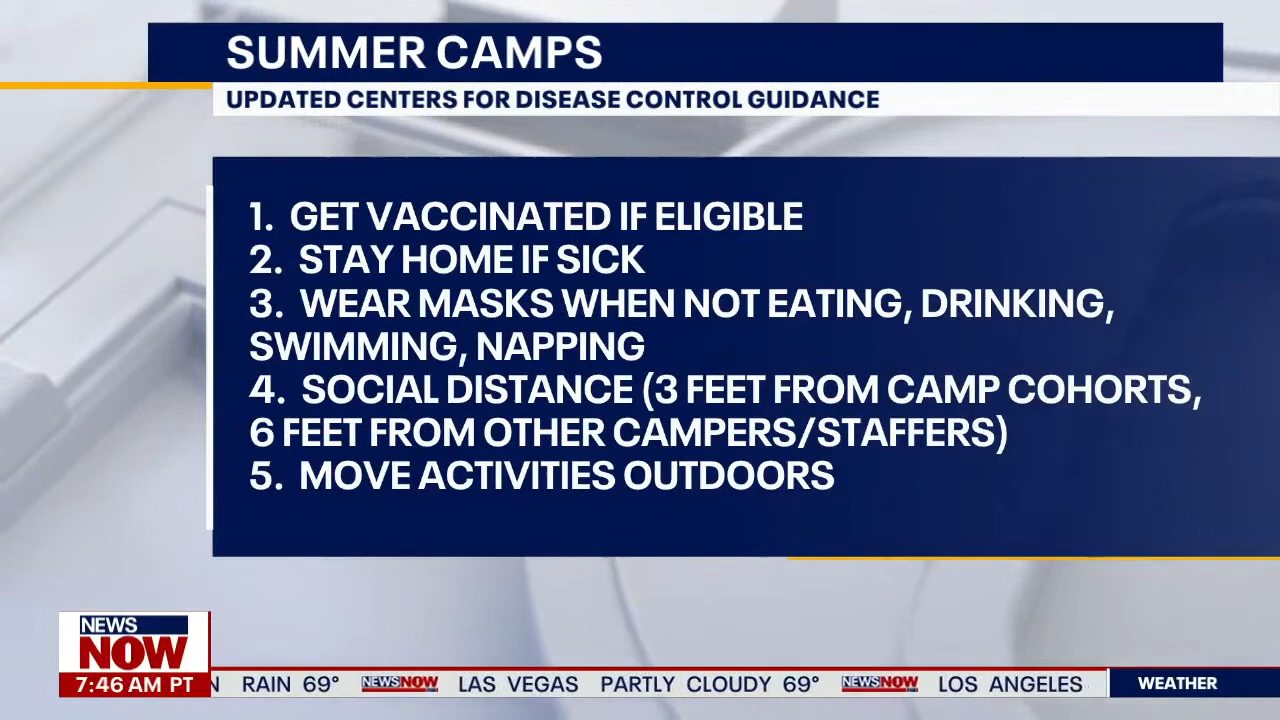 SUMMER CAMPS
UPDATED CENTERS FOR DISEASE CONTROL GUIDANCE
1. GET VACCINATED IF ELIGIBLE
2. STAY HOME IF SICK
3. WEAR MASKS WHEN NOT EATING, DRINKING,
SWIMMING, NAPPING
4. SOCIAL DISTANCE (3 FEET FROM CAMP COHORTS,
6 FEET FROM OTHER CAMPERS/STAFFERS)
5. MOVE ACTIVITIES OUTDOORS
NEWS
NOW
7:46 AM PT
N RAIN 69° NEWSNOW LAS VEGAS PARTLY CLOUDY 69° NEWSNOW LOS ANGELES WEATHER